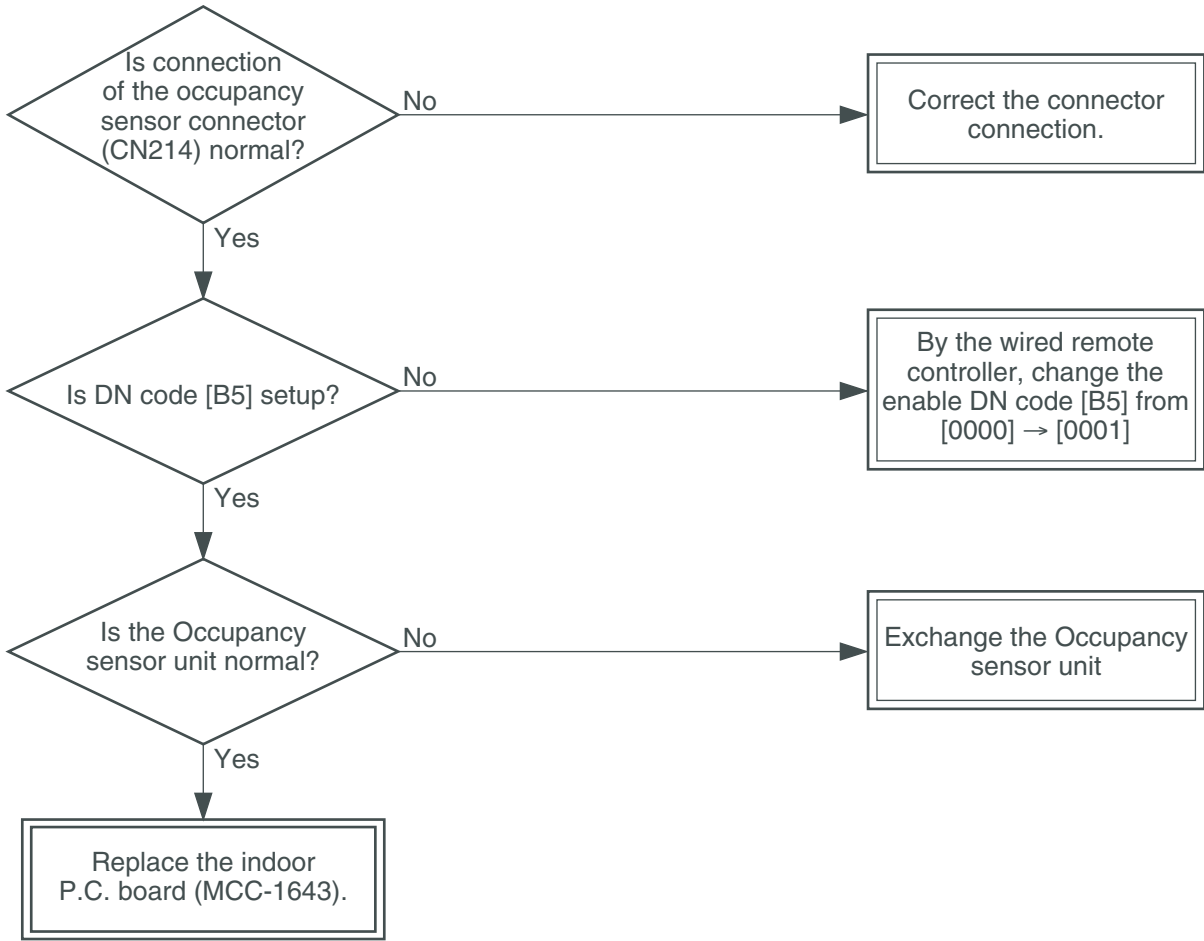 Is connection
of the occupancy
sensor connector
(CN214) normal?
No
Correct the connector
connection.
Yes
Is DN code [B5] setup?
No
By the wired remote
controller, change the
enable DN code [B5] from
[0000] → [0001]
Yes
Is the Occupancy
sensor unit normal?
No
Exchange the Occupancy
sensor unit
Yes
Replace the indoor
P.C. board (MCC-1643).